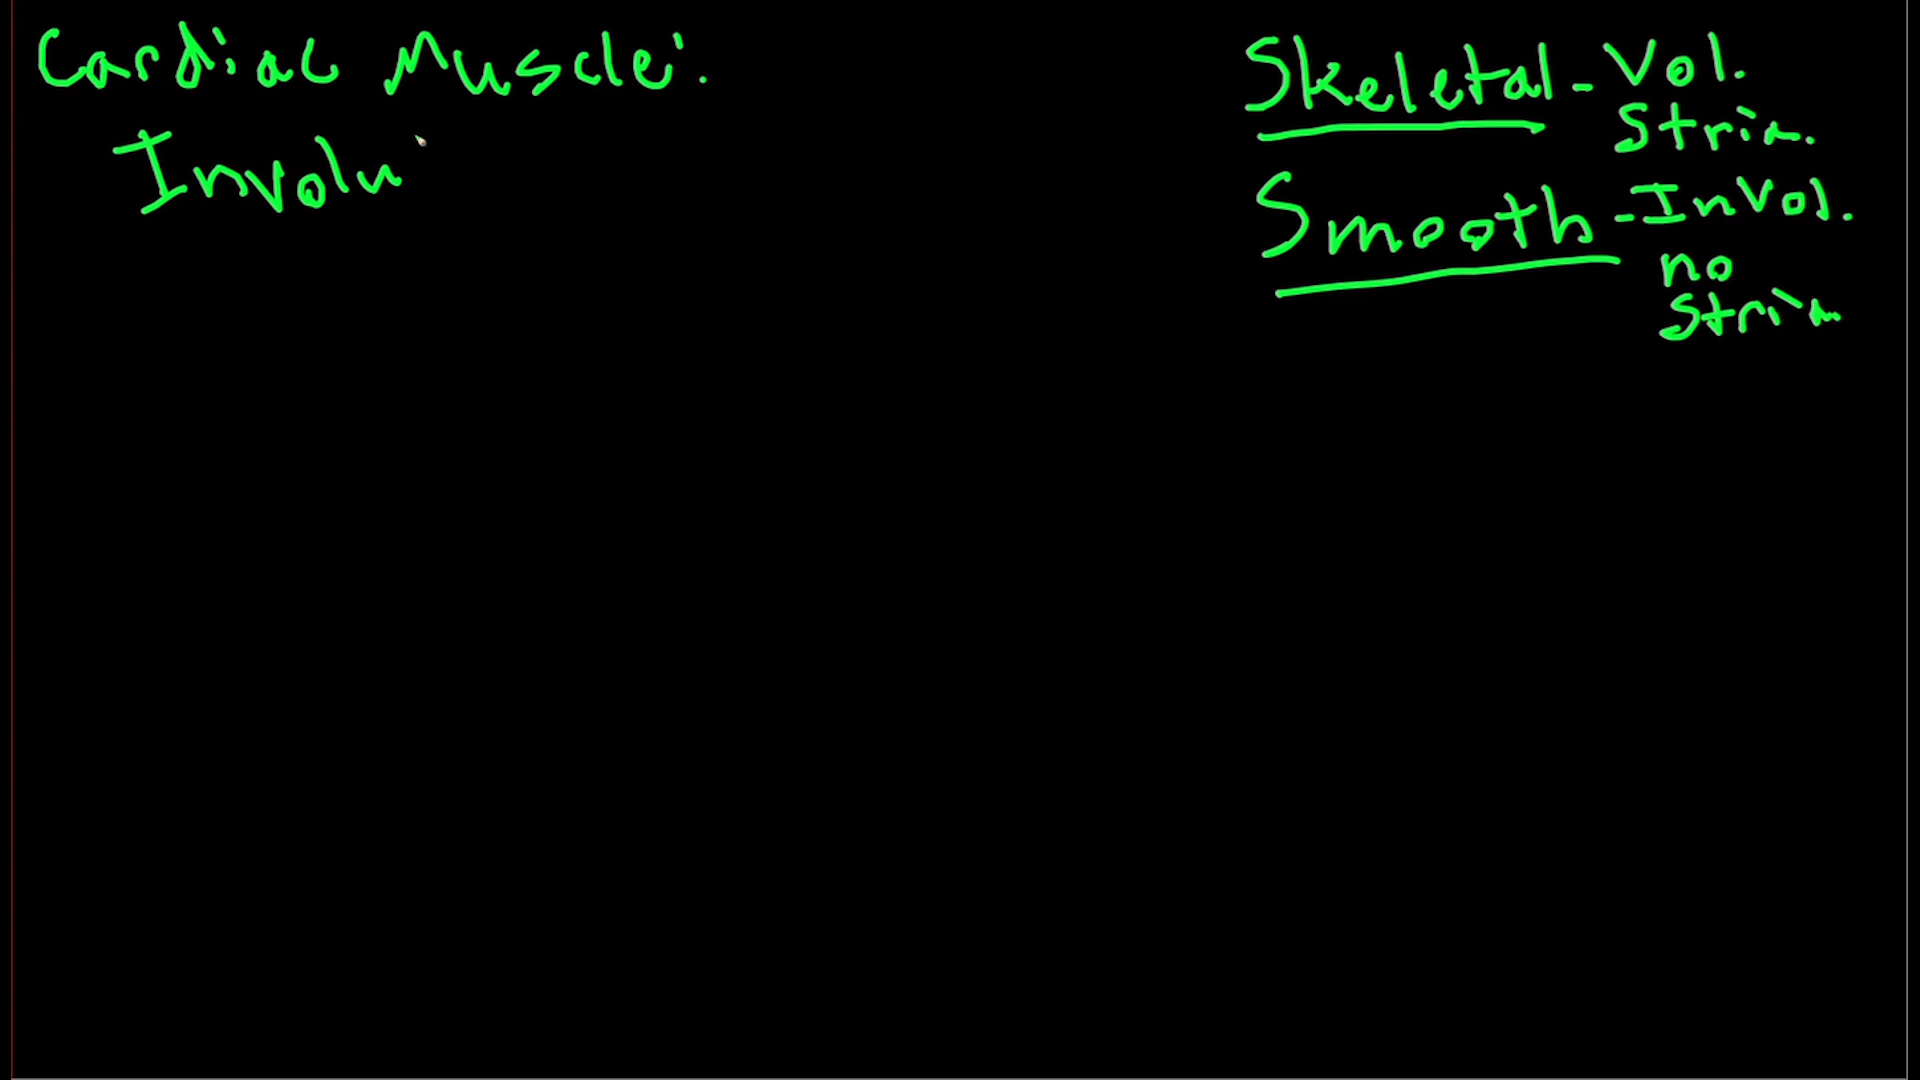 Cardiac Muscle:
Involu
Skeletal - Vol.
Stria.
Smooth - InVol.
no
Stria